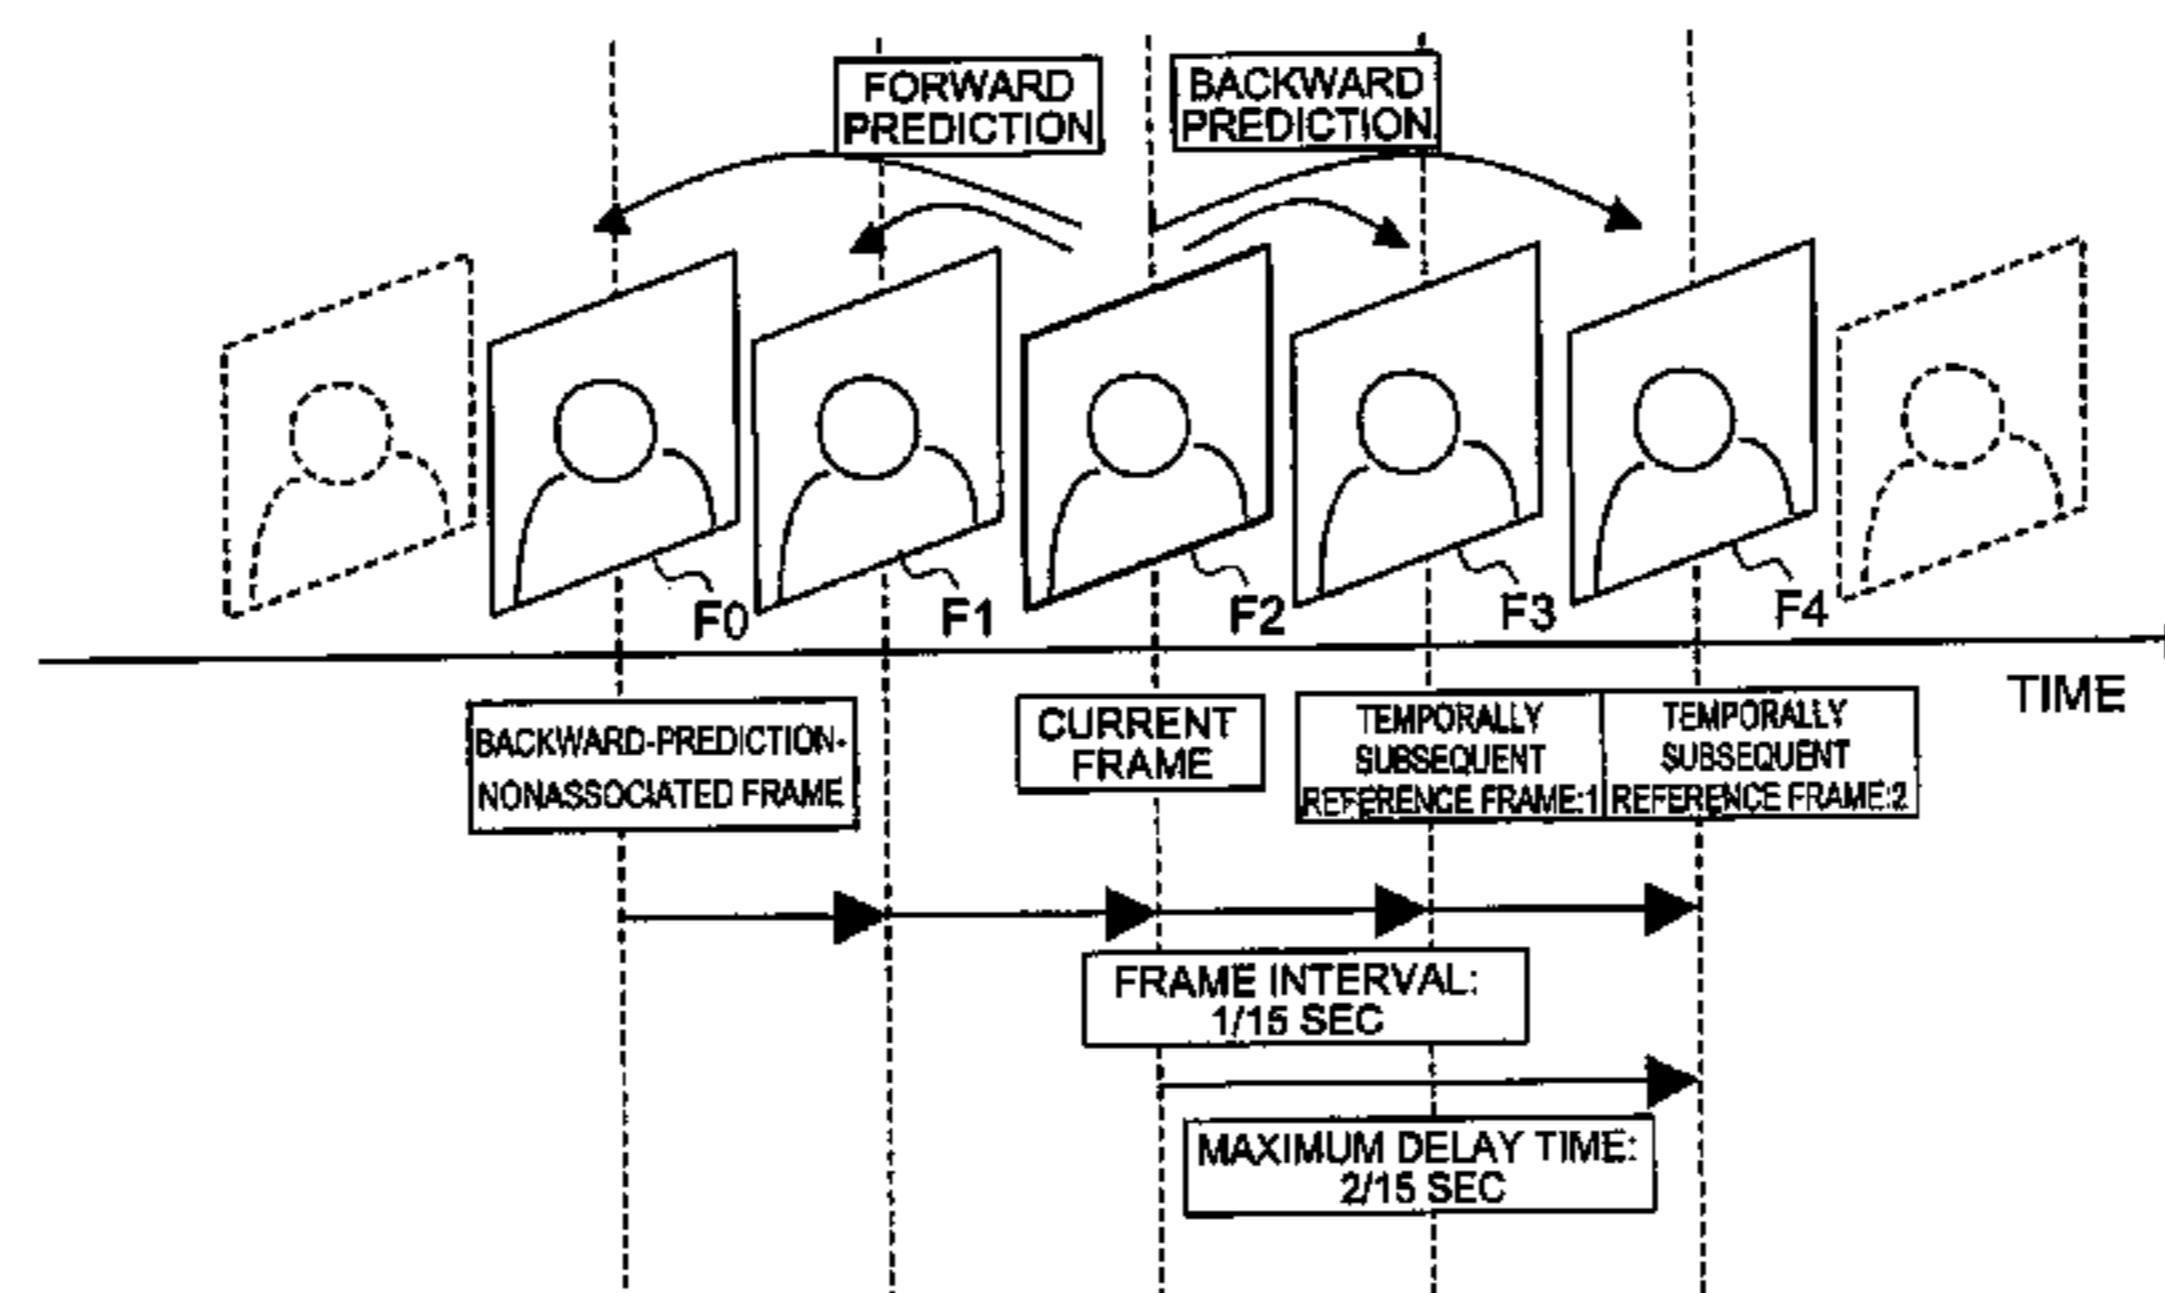 FORWARD
PREDICTION
BACKWARD
PREDICTION
F0
F1
F2
F3
F4
TIME
BACKWARD-PREDICTION-
NONASSOCIATED FRAME
CURRENT
FRAME
TEMPORALLY
SUBSEQUENT
REFERENCE FRAME:1
TEMPORALLY
SUBSEQUENT
REFERENCE FRAME:2
FRAME INTERVAL:
1/15 SEC
MAXIMUM DELAY TIME:
2/15 SEC